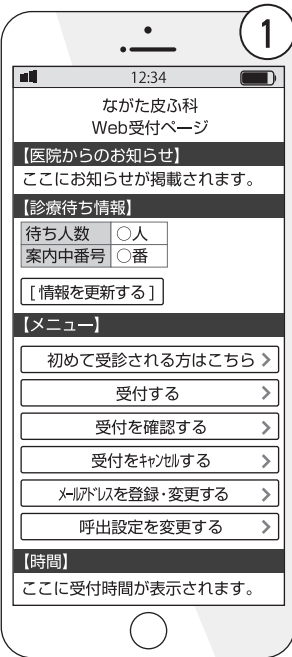 1
12:34
ながた皮ふ科
Web受付ページ
【医院からのお知らせ】
ここにお知らせが掲載されます。
【診療待ち情報】
待ち人数 ○人
案内中番号 ○番
[情報を更新する]
【メニュー】
初めて受診される方はこちら >
受付する >
受付を確認する >
受付をｷｬﾝｾﾙする >
ﾒｰﾙｱﾄﾞﾚｽを登録・変更する >
呼出設定を変更する >
【時間】
ここに受付時間が表示されます。